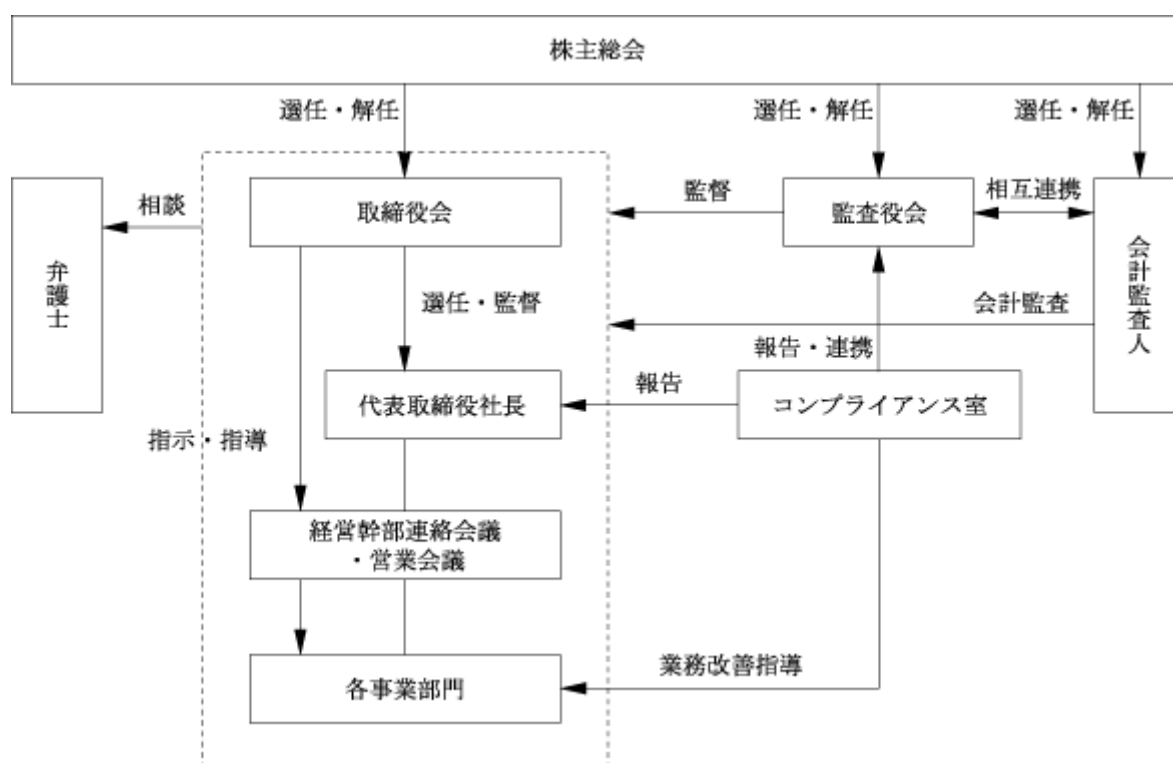 株主総会
選任・解任
選任・解任
選任・解任
弁護士
相談
取締役会
監督
監査役会
相互連携
会計監査人
選任・監督
会計監査
報告・連携
代表取締役社長
報告
コンプライアンス室
指示・指導
経営幹部連絡会議
・営業会議
業務改善指導
各事業部門